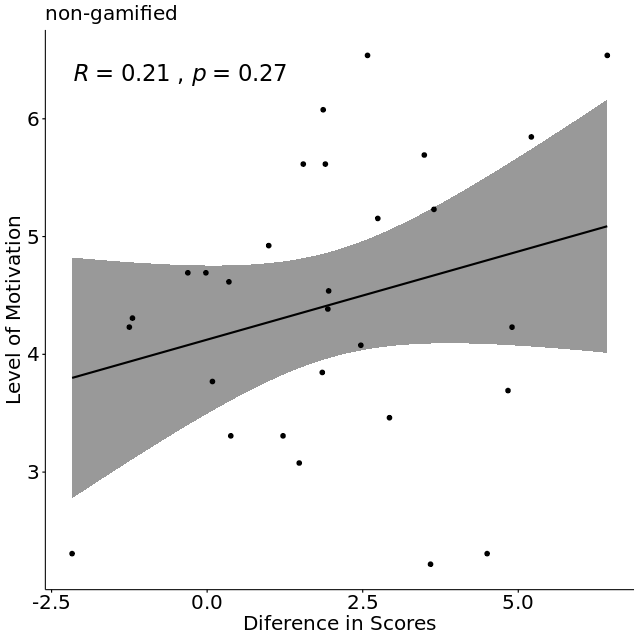 non-gamified
R = 0.21 , p = 0.27
6
5
4
3
Level of Motivation
-2.5 0.0 2.5 5.0
Diference in Scores